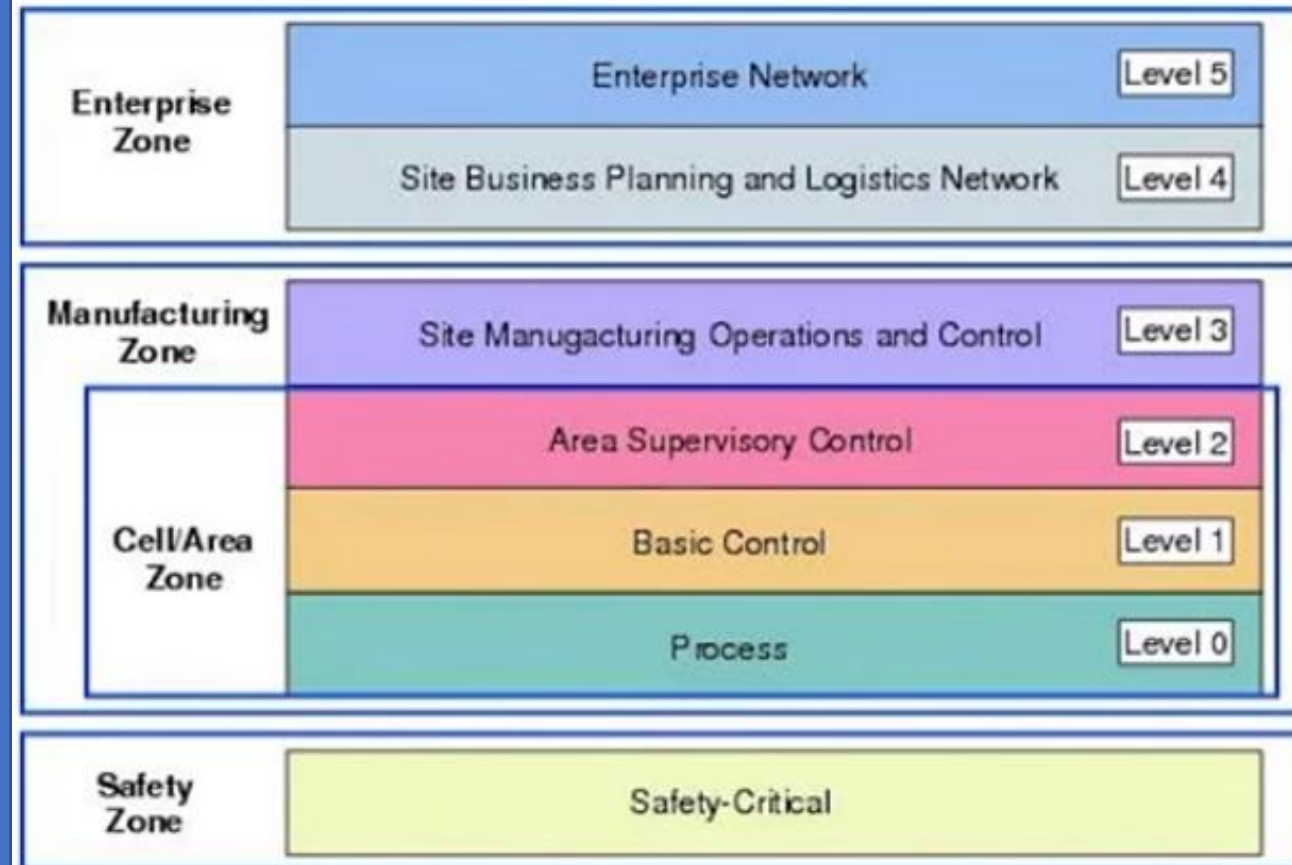 Enterprise
Zone
Enterprise Network
Level 5
Site Business Planning and Logistics Network
Level 4
Manufacturing
Zone
Site Manugacturing Operations and Control
Level 3
Cell/Area
Zone
Area Supervisory Control
Level 2
Basic Control
Level 1
Process
Level 0
Safety
Zone
Safety-Critical